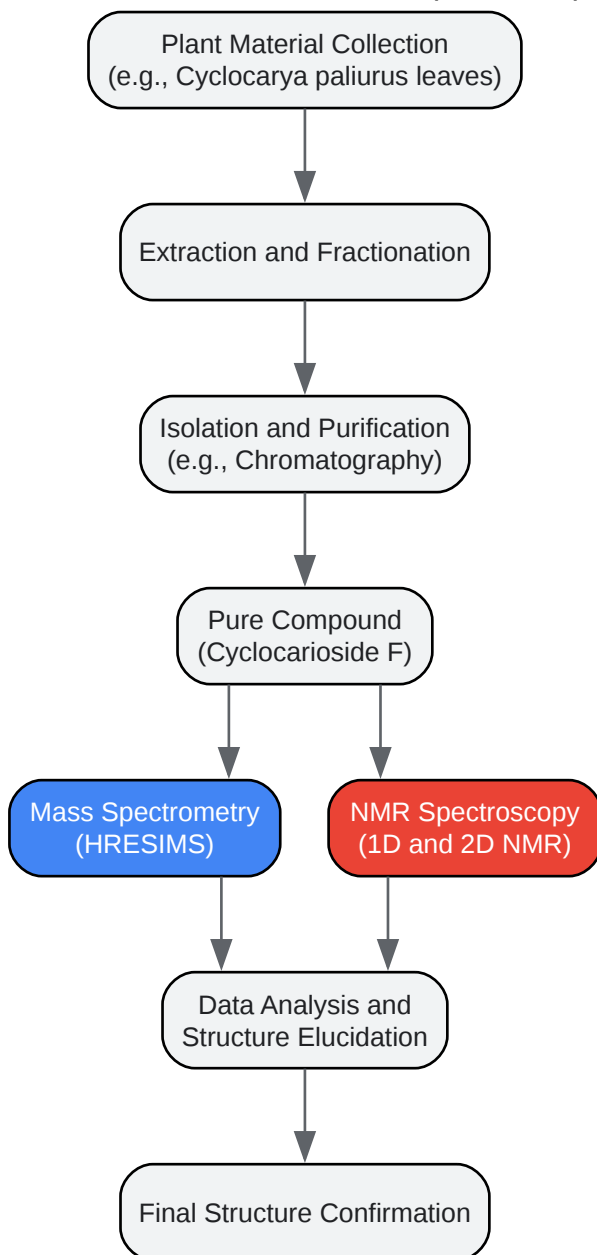 Plant Material Collection
(e.g., Cyclocarya paliurus leaves)
Extraction and Fractionation
Isolation and Purification
(e.g., Chromatography)
Pure Compound
(Cyclocarioside F)
Mass Spectrometry
(HRESIMS)
NMR Spectroscopy
(1D and 2D NMR)
Data Analysis and
Structure Elucidation
Final Structure Confirmation